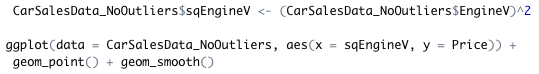 CarSalesData_NoOutliers$sqEngineV <- (CarSalesData_NoOutliers$EngineV)^2
ggplot(data = CarSalesData_NoOutliers, aes(x = sqEngineV, y = Price)) +
geom_point() + geom_smooth()